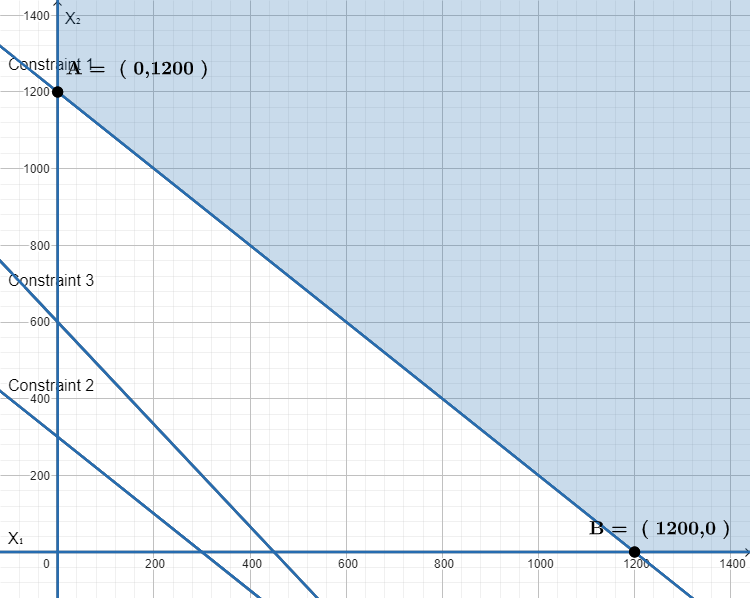 1400
X₂
Constraint 1
A = ( 0,1200 )
1200
1000
800
Constraint 3
600
Constraint 2
400
200
B = ( 1200,0 )
X₁
0 200 400 600 800 1000 1200 1400